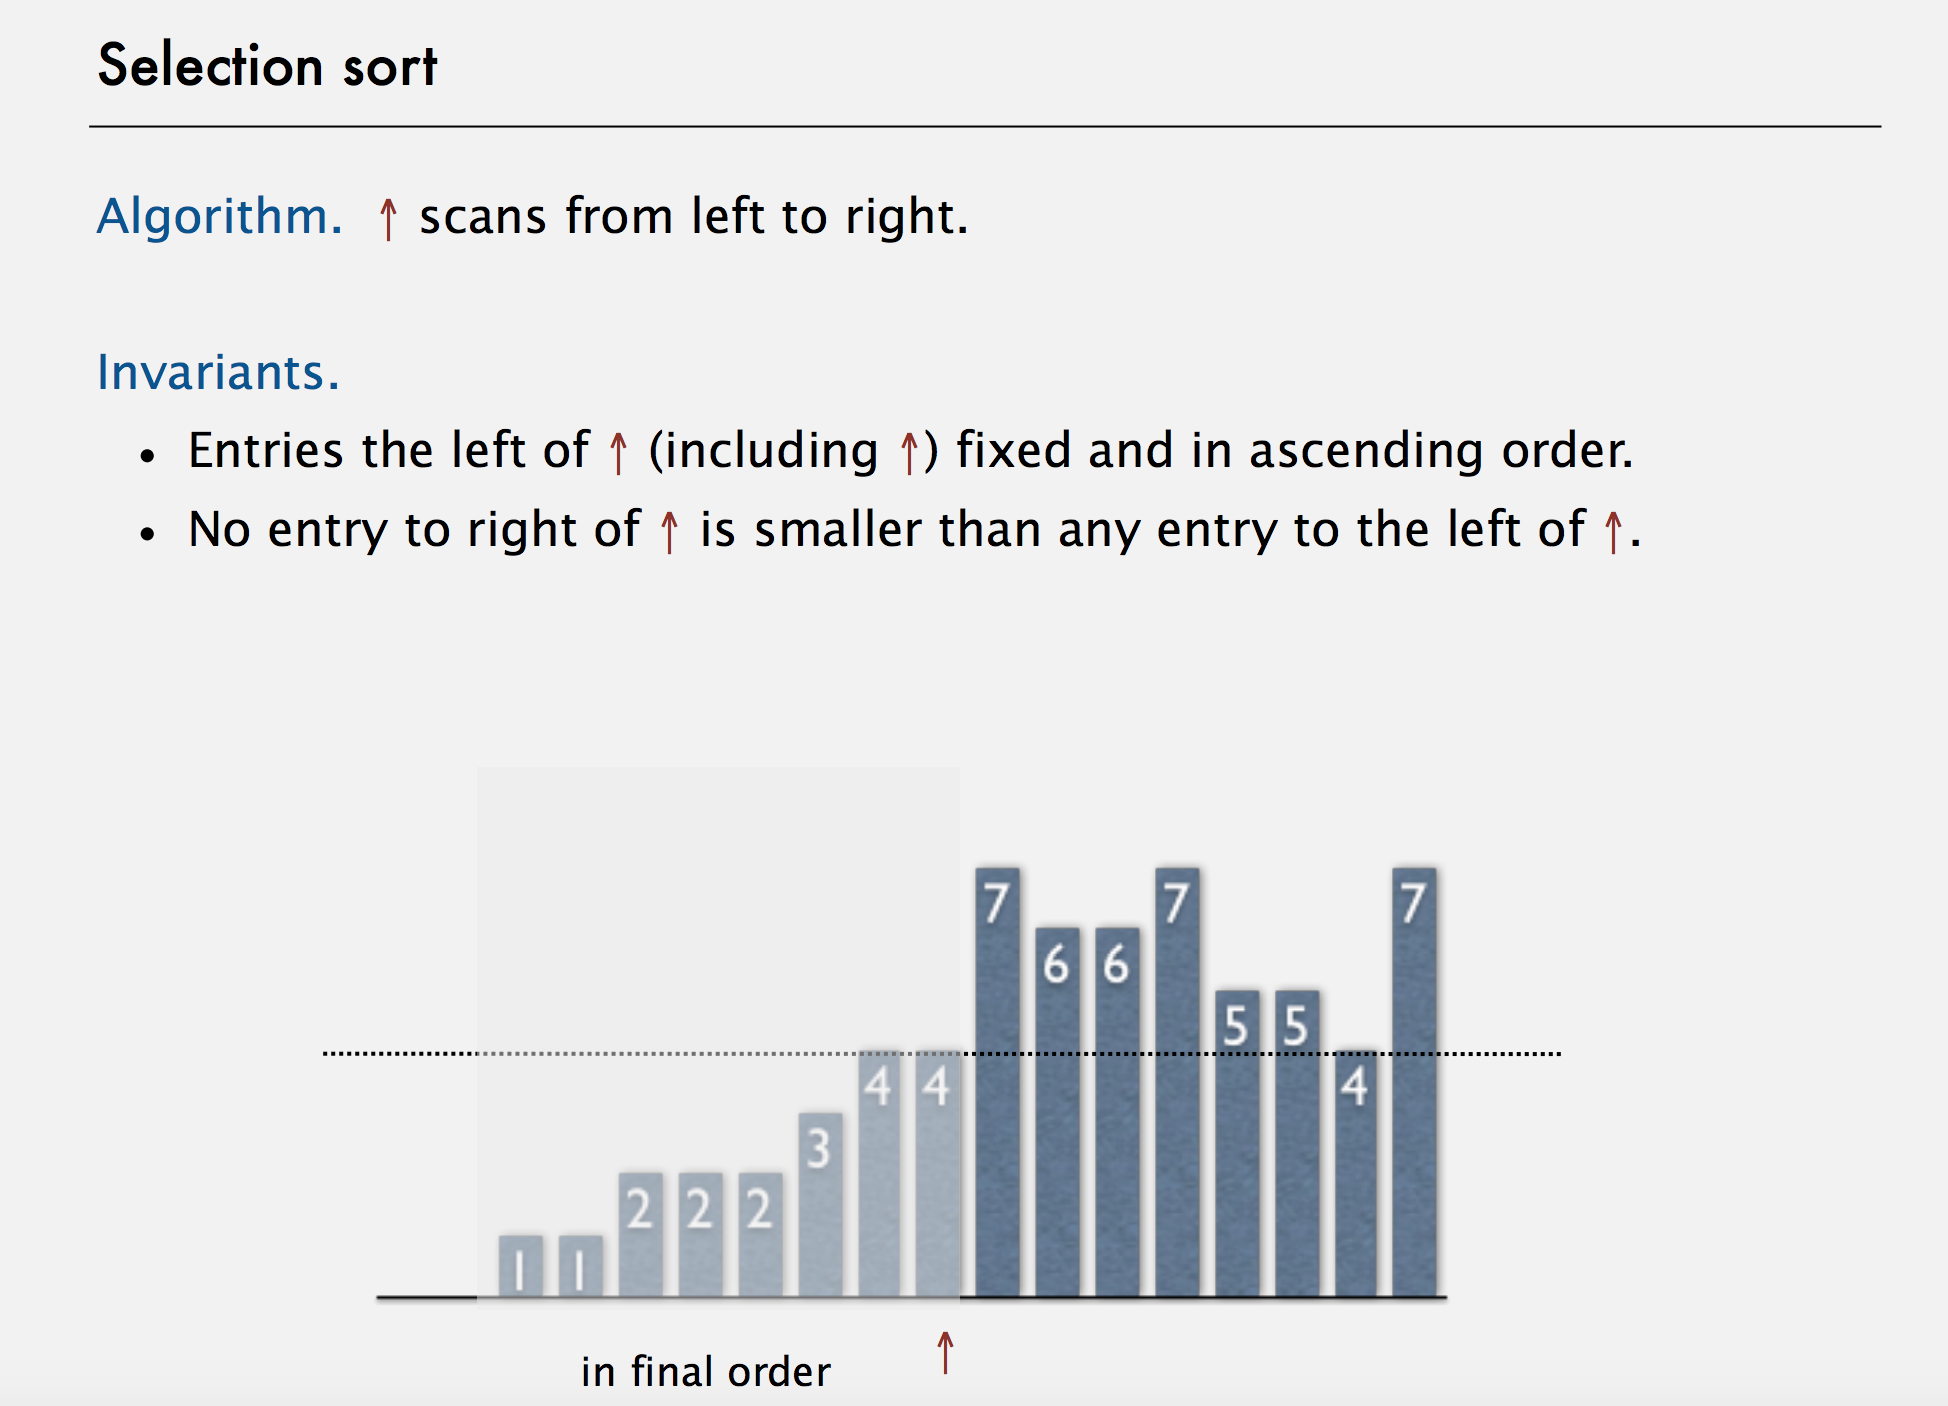 Selection sort
Algorithm. ↑ scans from left to right.
Invariants.
• Entries the left of ↑ (including ↑) fixed and in ascending order.
• No entry to right of ↑ is smaller than any entry to the left of ↑.
1 1 2 2 2 3 4 4 7 6 6 7 5 5 4 7
in final order ↑